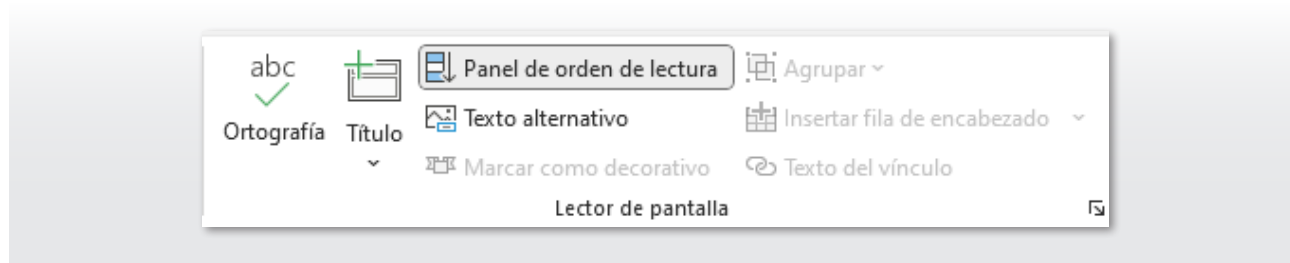 abc
Ortografía
Título
Panel de orden de lectura
Texto alternativo
Marcar como decorativo
Agrupar
Insertar fila de encabezado
Texto del vínculo
Lector de pantalla